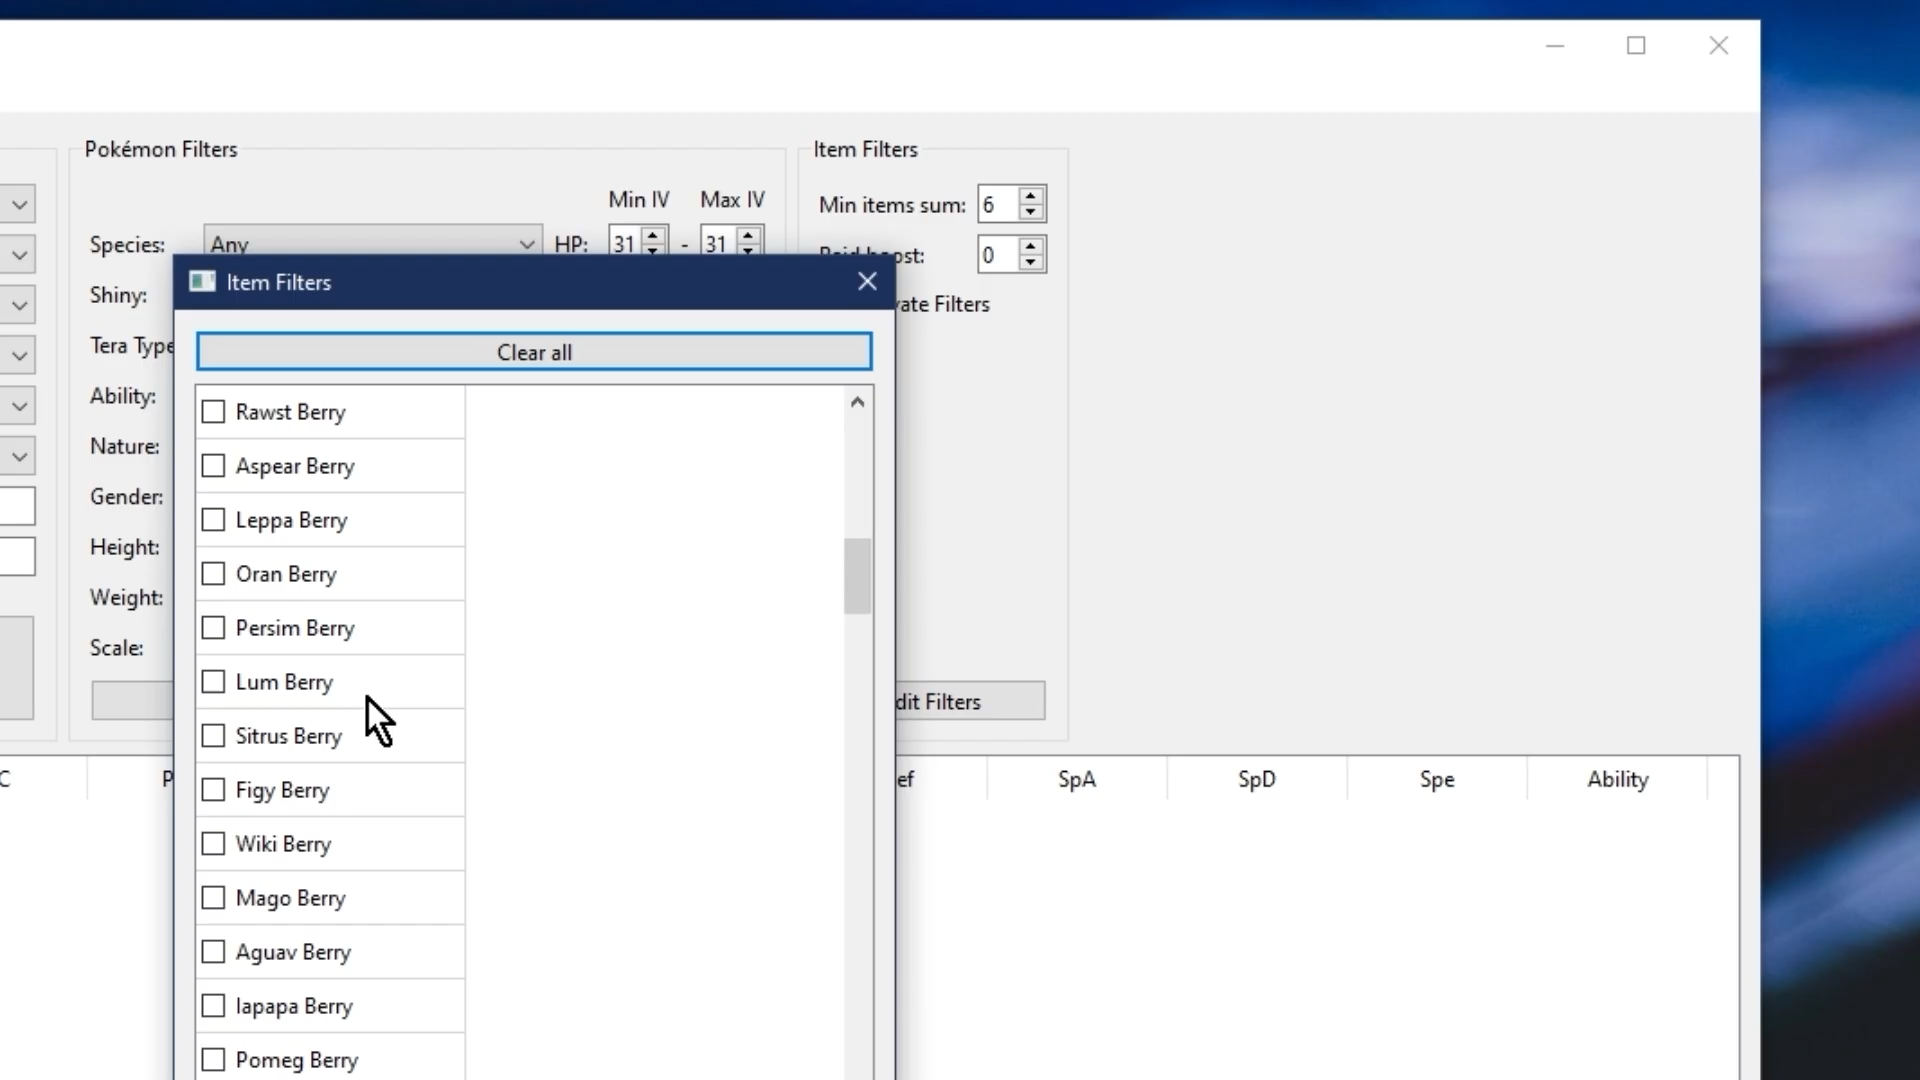 Pokémon Filters
Item Filters
Min IV
Max IV
Min items sum:
6
Species:
Any
HP:
31
-
31
0
Shiny:
Item Filters
Filters
Tera Type
Clear all
Ability:
Rawst Berry
Nature:
Aspear Berry
Gender:
Leppa Berry
Height:
Oran Berry
Weight:
Persim Berry
Scale:
Lum Berry
dit Filters
Sitrus Berry
C
P
ef
SpA
SpD
Spe
Ability
Figy Berry
Wiki Berry
Mago Berry
Aguav Berry
Iapapa Berry
Pomeg Berry